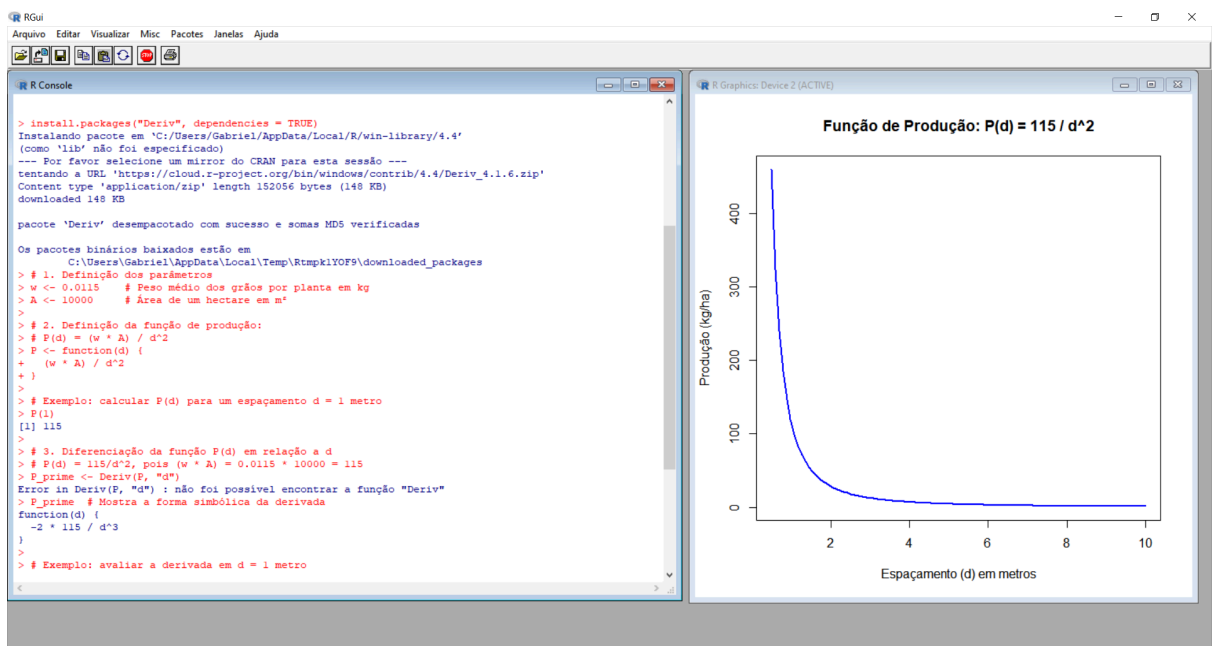 RGui
Arquivo Editar Visualizar Misc Pacotes Janelas Ajuda
STOP
R Console
> install.packages("Deriv", dependencies = TRUE)
Instalando pacote em ‘C:/Users/Gabriel/AppData/Local/R/win-library/4.4’
(como ‘lib’ não foi especificado)
--- Por favor selecione um mirror do CRAN para esta sessão ---
tentando a URL 'https://cloud.r-project.org/bin/windows/contrib/4.4/Deriv_4.1.6.zip'
Content type 'application/zip' length 152056 bytes (148 KB)
downloaded 148 KB
pacote ‘Deriv’ desempacotado com sucesso e somas MD5 verificadas
Os pacotes binários baixados estão em
C:\Users\Gabriel\AppData\Local\Temp\Rtmpk1YOF9\downloaded_packages
> # 1. Definição dos parâmetros
> w <- 0.0115 # Peso médio dos grãos por planta em kg
> A <- 10000 # Área de um hectare em m²
>
> # 2. Definição da função de produção:
> # P(d) = (w * A) / d^2
> P <- function(d) {
+ (w * A) / d^2
+ }
>
> # Exemplo: calcular P(d) para um espaçamento d = 1 metro
> P(1)
[1] 115
>
> # 3. Diferenciação da função P(d) em relação a d
> # P(d) = 115/d^2, pois (w * A) = 0.0115 * 10000 = 115
> P_prime <- Deriv(P, "d")
Error in Deriv(P, "d") : não foi possível encontrar a função "Deriv"
> P_prime # Mostra a forma simbólica da derivada
function(d) {
-2 * 115 / d^3
}
>
> # Exemplo: avaliar a derivada em d = 1 metro
R Graphics: Device 2 (ACTIVE)
Função de Produção: P(d) = 115 / d^2
Produção (kg/ha)
400
300
200
100
0
2 4 6 8 10
Espaçamento (d) em metros